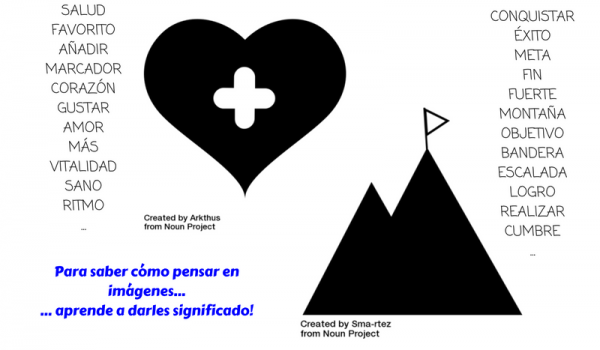 SALUD
FAVORITO
AÑADIR
MARCADOR
CORAZÓN
GUSTAR
AMOR
MÁS
VITALIDAD
SANO
RITMO
...
Created by Arkthus
from Noun Project
Para saber cómo pensar en
imágenes...
... aprende a darles significado!
CONQUISTAR
ÉXITO
META
FIN
FUERTE
MONTAÑA
OBJETIVO
BANDERA
ESCALADA
LOGRO
REALIZAR
CUMBRE
...
Created by Sma-rtez
from Noun Project